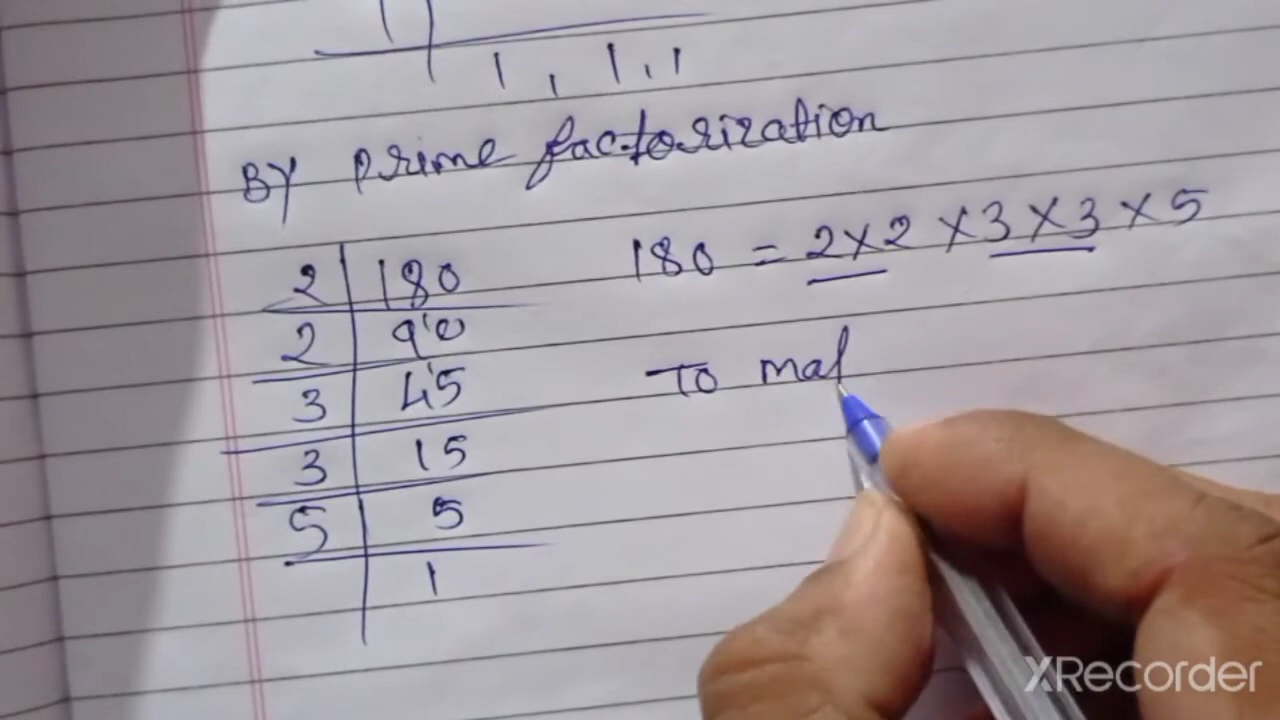 1 , 1, 1
BY Prime factorization
2 | 180
2 | 90
3 | 45
3 | 15
5 | 5
1
180 = 2 × 2 × 3 × 3 × 5
To mak
XRecorder